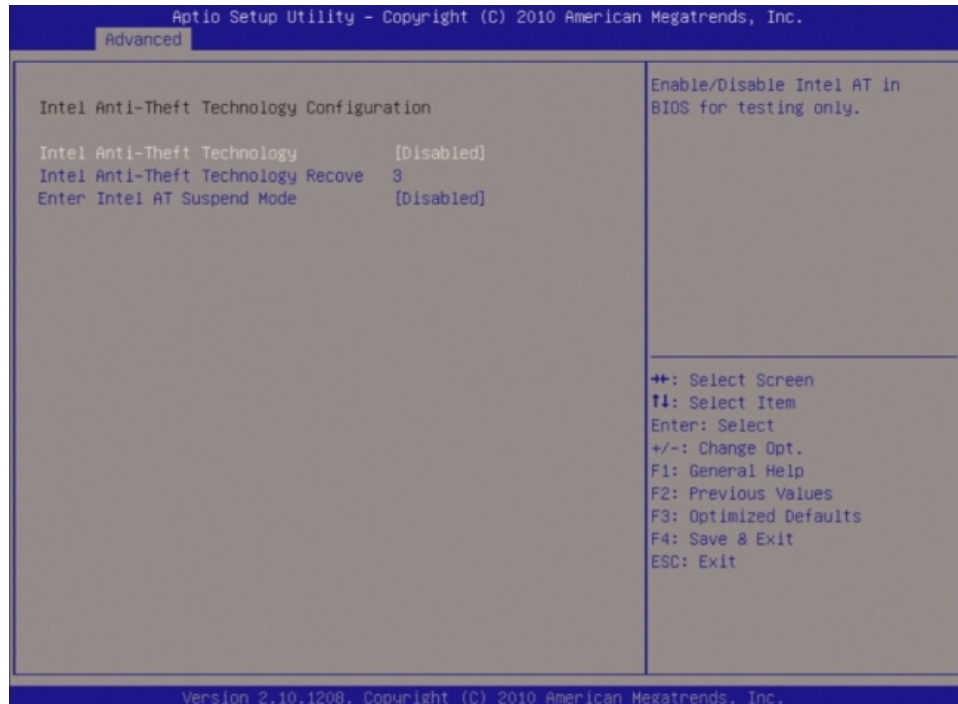 Aptio Setup Utility – Copyright (C) 2010 American Megatrends, Inc.
Advanced
Intel Anti-Theft Technology Configuration
Intel Anti-Theft Technology [Disabled]
Intel Anti-Theft Technology Recove 3
Enter Intel AT Suspend Mode [Disabled]
Enable/Disable Intel AT in
BIOS for testing only.
→←: Select Screen
↑↓: Select Item
Enter: Select
+/-: Change Opt.
F1: General Help
F2: Previous Values
F3: Optimized Defaults
F4: Save & Exit
ESC: Exit
Version 2.10.1208. Copyright (C) 2010 American Megatrends, Inc.